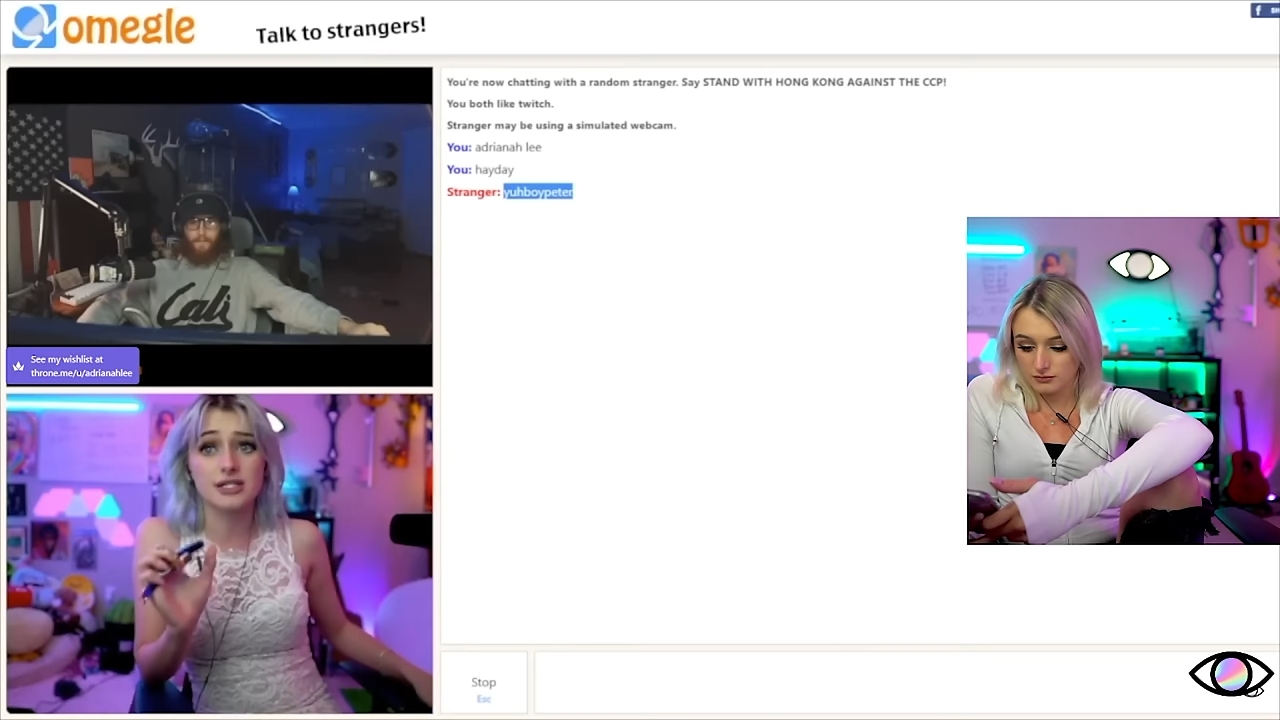 omegle
Talk to strangers!
You're now chatting with a random stranger. Say STAND WITH HONG KONG AGAINST THE CCP!
You both like twitch.
Stranger may be using a simulated webcam.
You: adrianah lee
You: hayday
Stranger: yuhboypeter
Cali
See my wishlist at
throne.me/u/adrianahlee
Stop
Esc